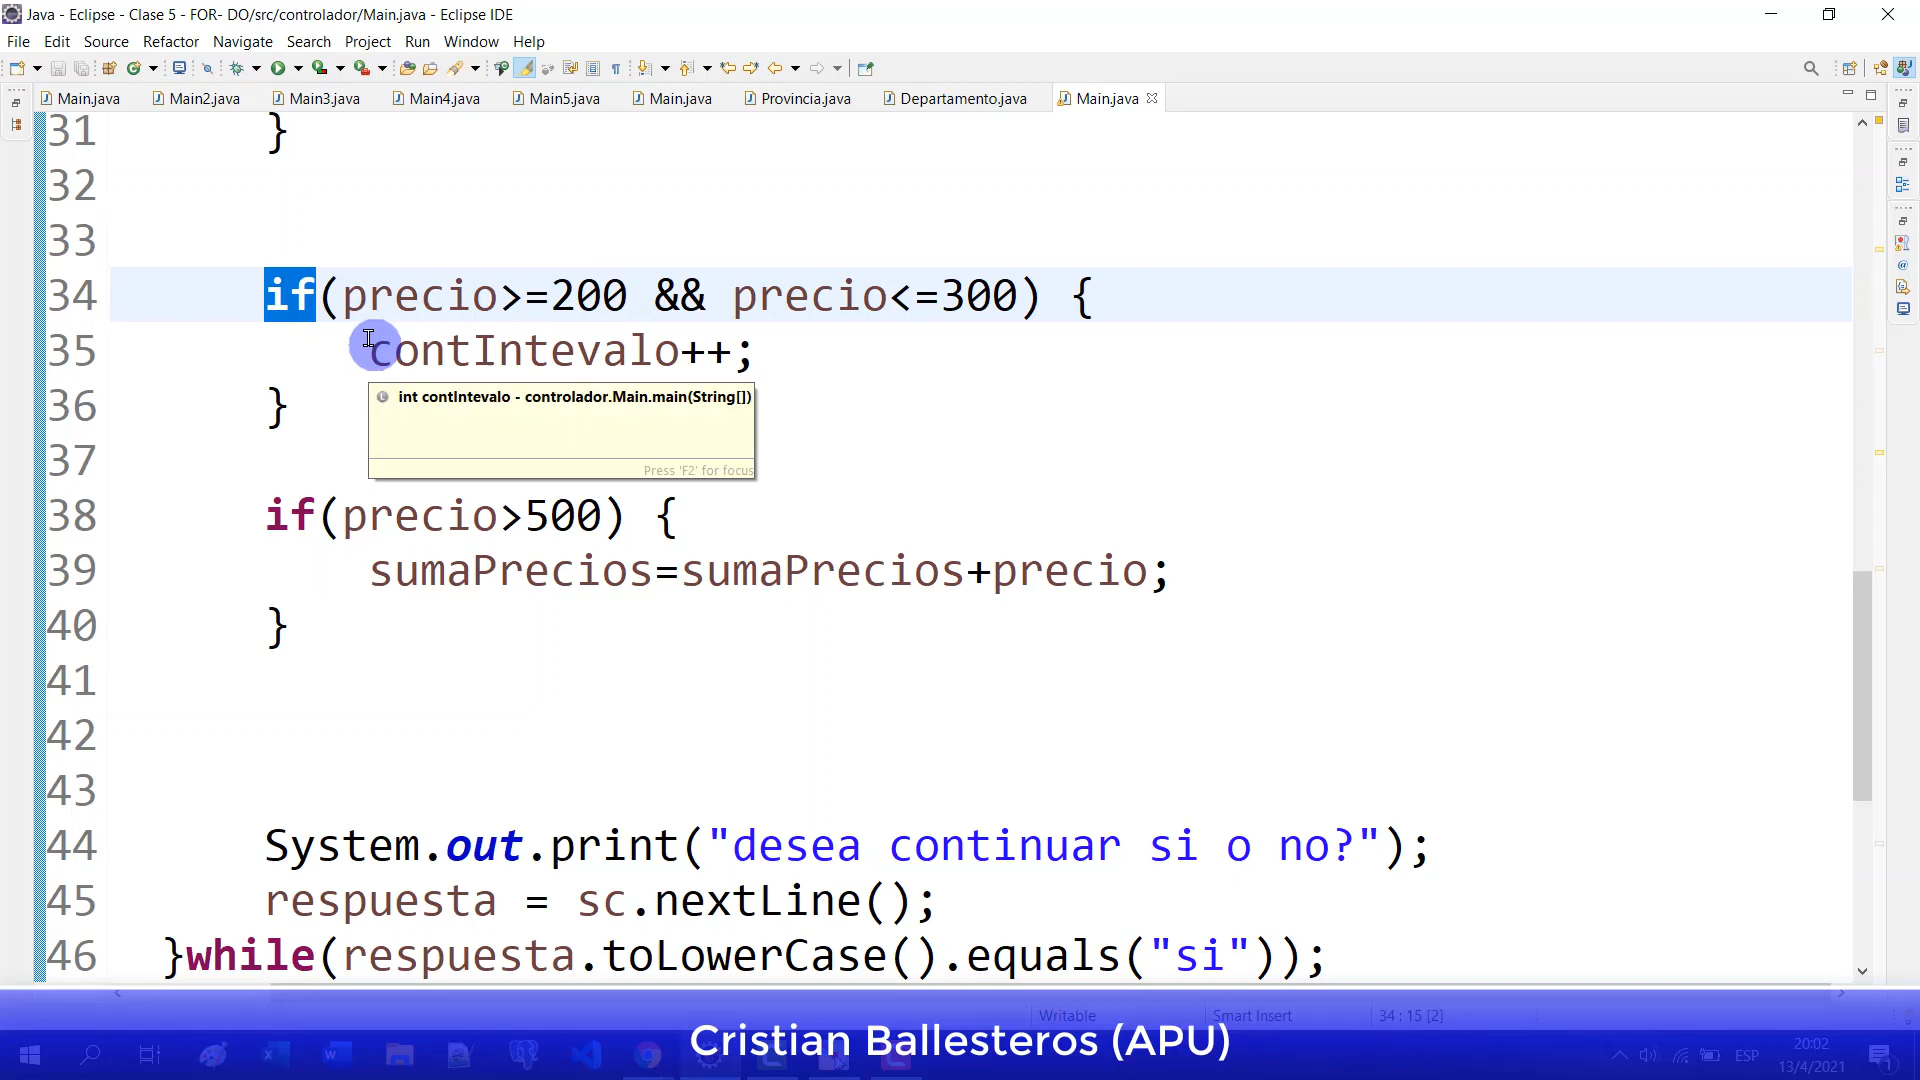 Java - Eclipse - Clase 5 - FOR- DO/src/controlador/Main.java - Eclipse IDE
File Edit Source Refactor Navigate Search Project Run Window Help
Main.java Main2.java Main3.java Main4.java Main5.java Main.java Provincia.java Departamento.java Main.java
31 }
32
33
34 if(precio>=200 && precio<=300) {
35 contIntevalo++;
36 }
int contIntevalo - controlador.Main.main(String[])
37
Press 'F2' for focus
38 if(precio>500) {
39 sumaPrecios=sumaPrecios+precio;
40 }
41
42
43
44 System.out.print("desea continuar si o no?");
45 respuesta = sc.nextLine();
46 }while(respuesta.toLowerCase().equals("si"));
Writable Smart Insert 34 : 15 [2]
Cristian Ballesteros (APU)
ESP
20:02
13/4/2021